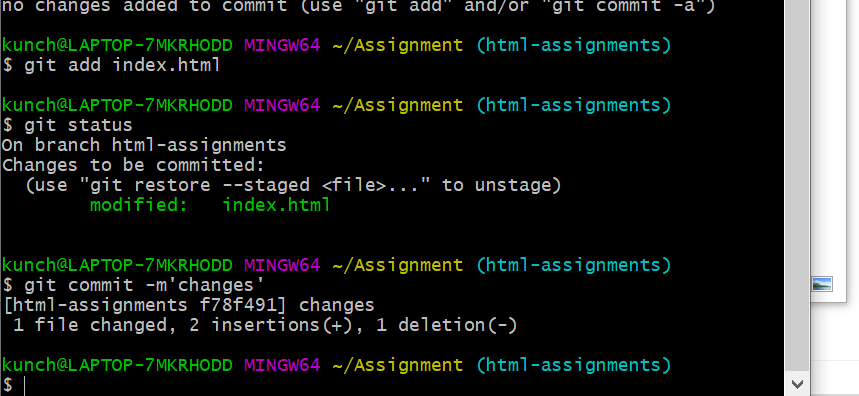 no changes added to commit (use "git add" and/or "git commit -a")
kunch@LAPTOP-7MKRHODD MINGW64 ~/Assignment (html-assignments)
$ git add index.html
kunch@LAPTOP-7MKRHODD MINGW64 ~/Assignment (html-assignments)
$ git status
On branch html-assignments
Changes to be committed:
  (use "git restore --staged <file>..." to unstage)
        modified:   index.html
kunch@LAPTOP-7MKRHODD MINGW64 ~/Assignment (html-assignments)
$ git commit -m'changes'
[html-assignments f78f491] changes
 1 file changed, 2 insertions(+), 1 deletion(-)
kunch@LAPTOP-7MKRHODD MINGW64 ~/Assignment (html-assignments)
$